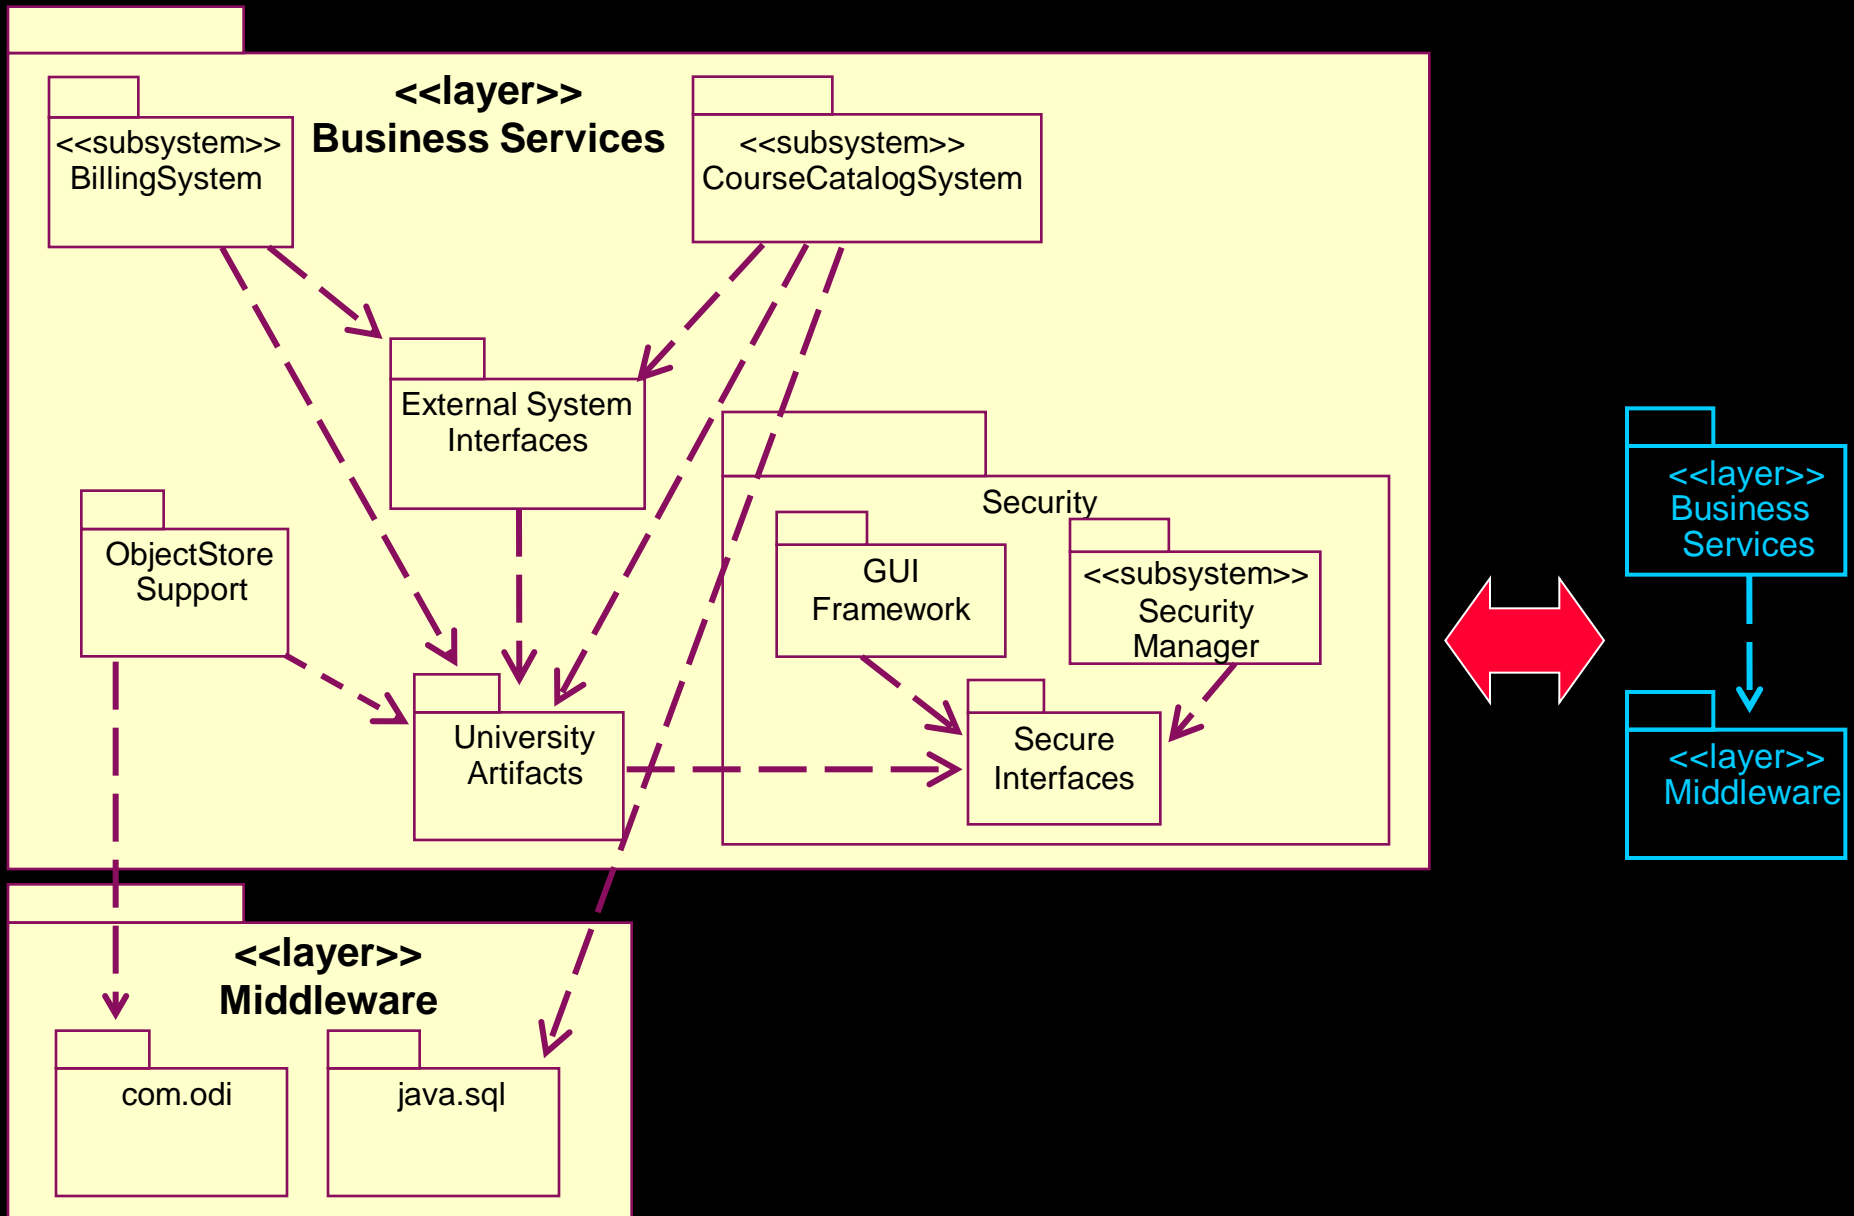 <<layer>>
Business Services
<<subsystem>>
BillingSystem
<<subsystem>>
CourseCatalogSystem
External System
Interfaces
Security
ObjectStore
Support
GUI
Framework
<<subsystem>>
Security
Manager
University
Artifacts
Secure
Interfaces
<<layer>>
Middleware
com.odi
java.sql
<<layer>>
Business
Services
<<layer>>
Middleware